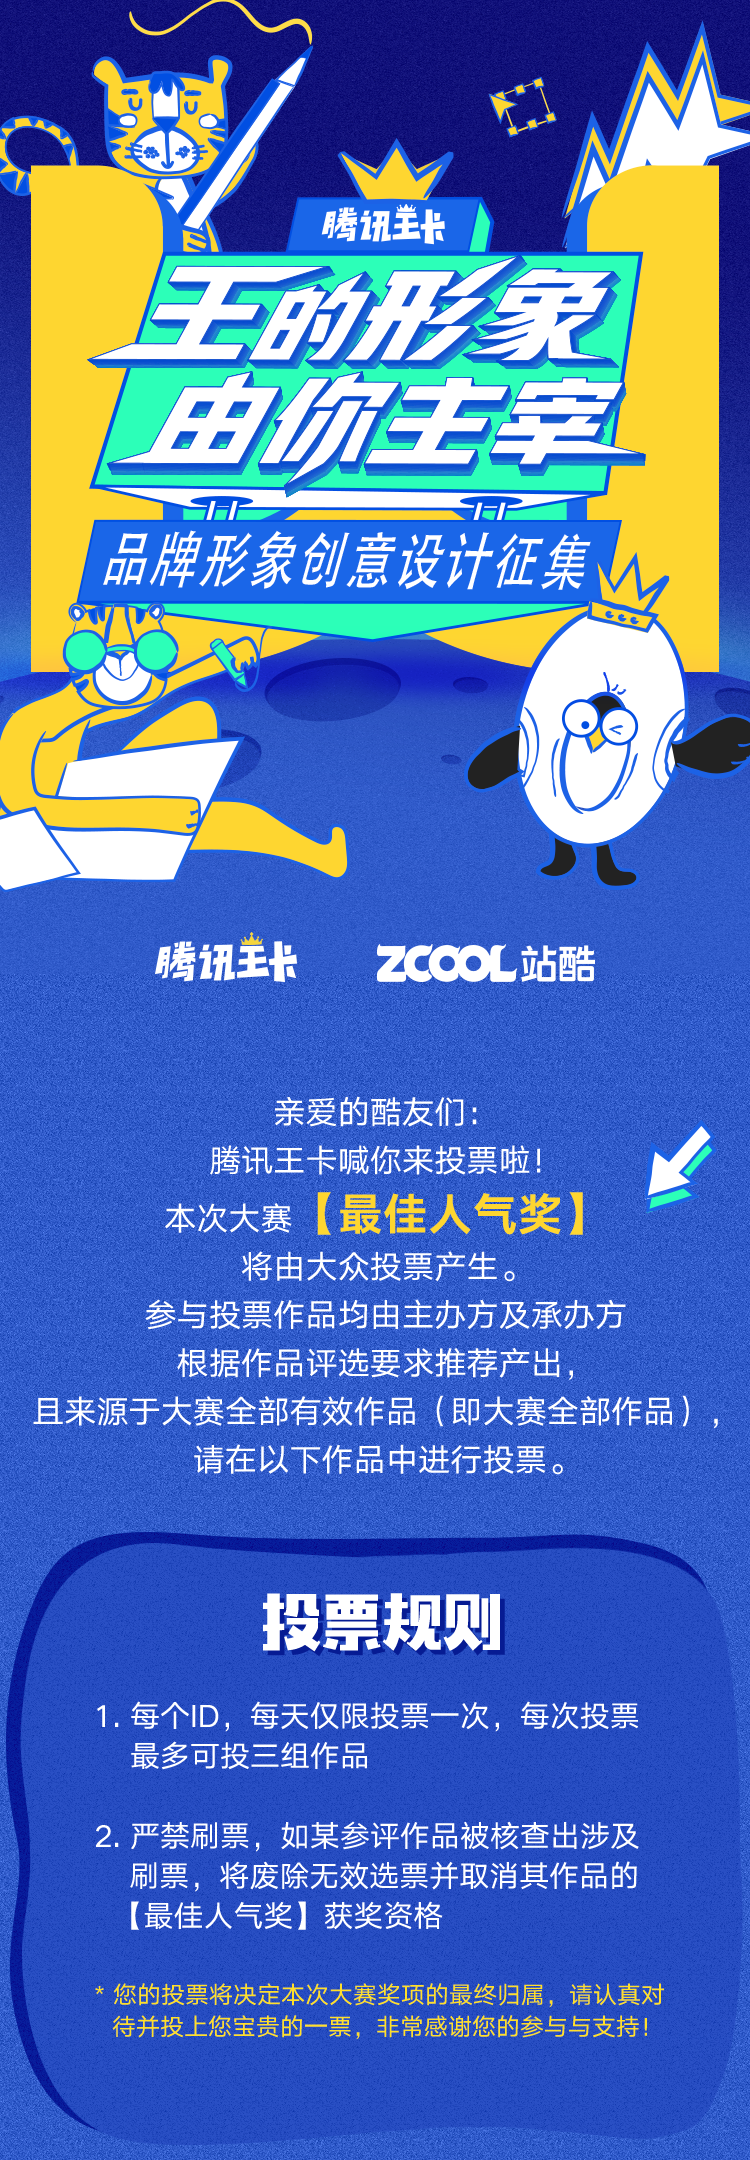 腾讯王卡
王的形象
由你主宰
品牌形象创意设计征集
腾讯王卡 ZCOOL 站酷
亲爱的酷友们：
腾讯王卡喊你来投票啦！
本次大赛【最佳人气奖】
将由大众投票产生。
参与投票作品均由主办方及承办方
根据作品评选要求推荐产出，
且来源于大赛全部有效作品（即大赛全部作品），
请在以下作品中进行投票。
投票规则
1. 每个ID，每天仅限投票一次，每次投票
最多可投三组作品
2. 严禁刷票，如某参评作品被核查出涉及
刷票，将废除无效选票并取消其作品的
【最佳人气奖】获奖资格
* 您的投票将决定本次大赛奖项的最终归属，请认真对
待并投上您宝贵的一票，非常感谢您的参与与支持！